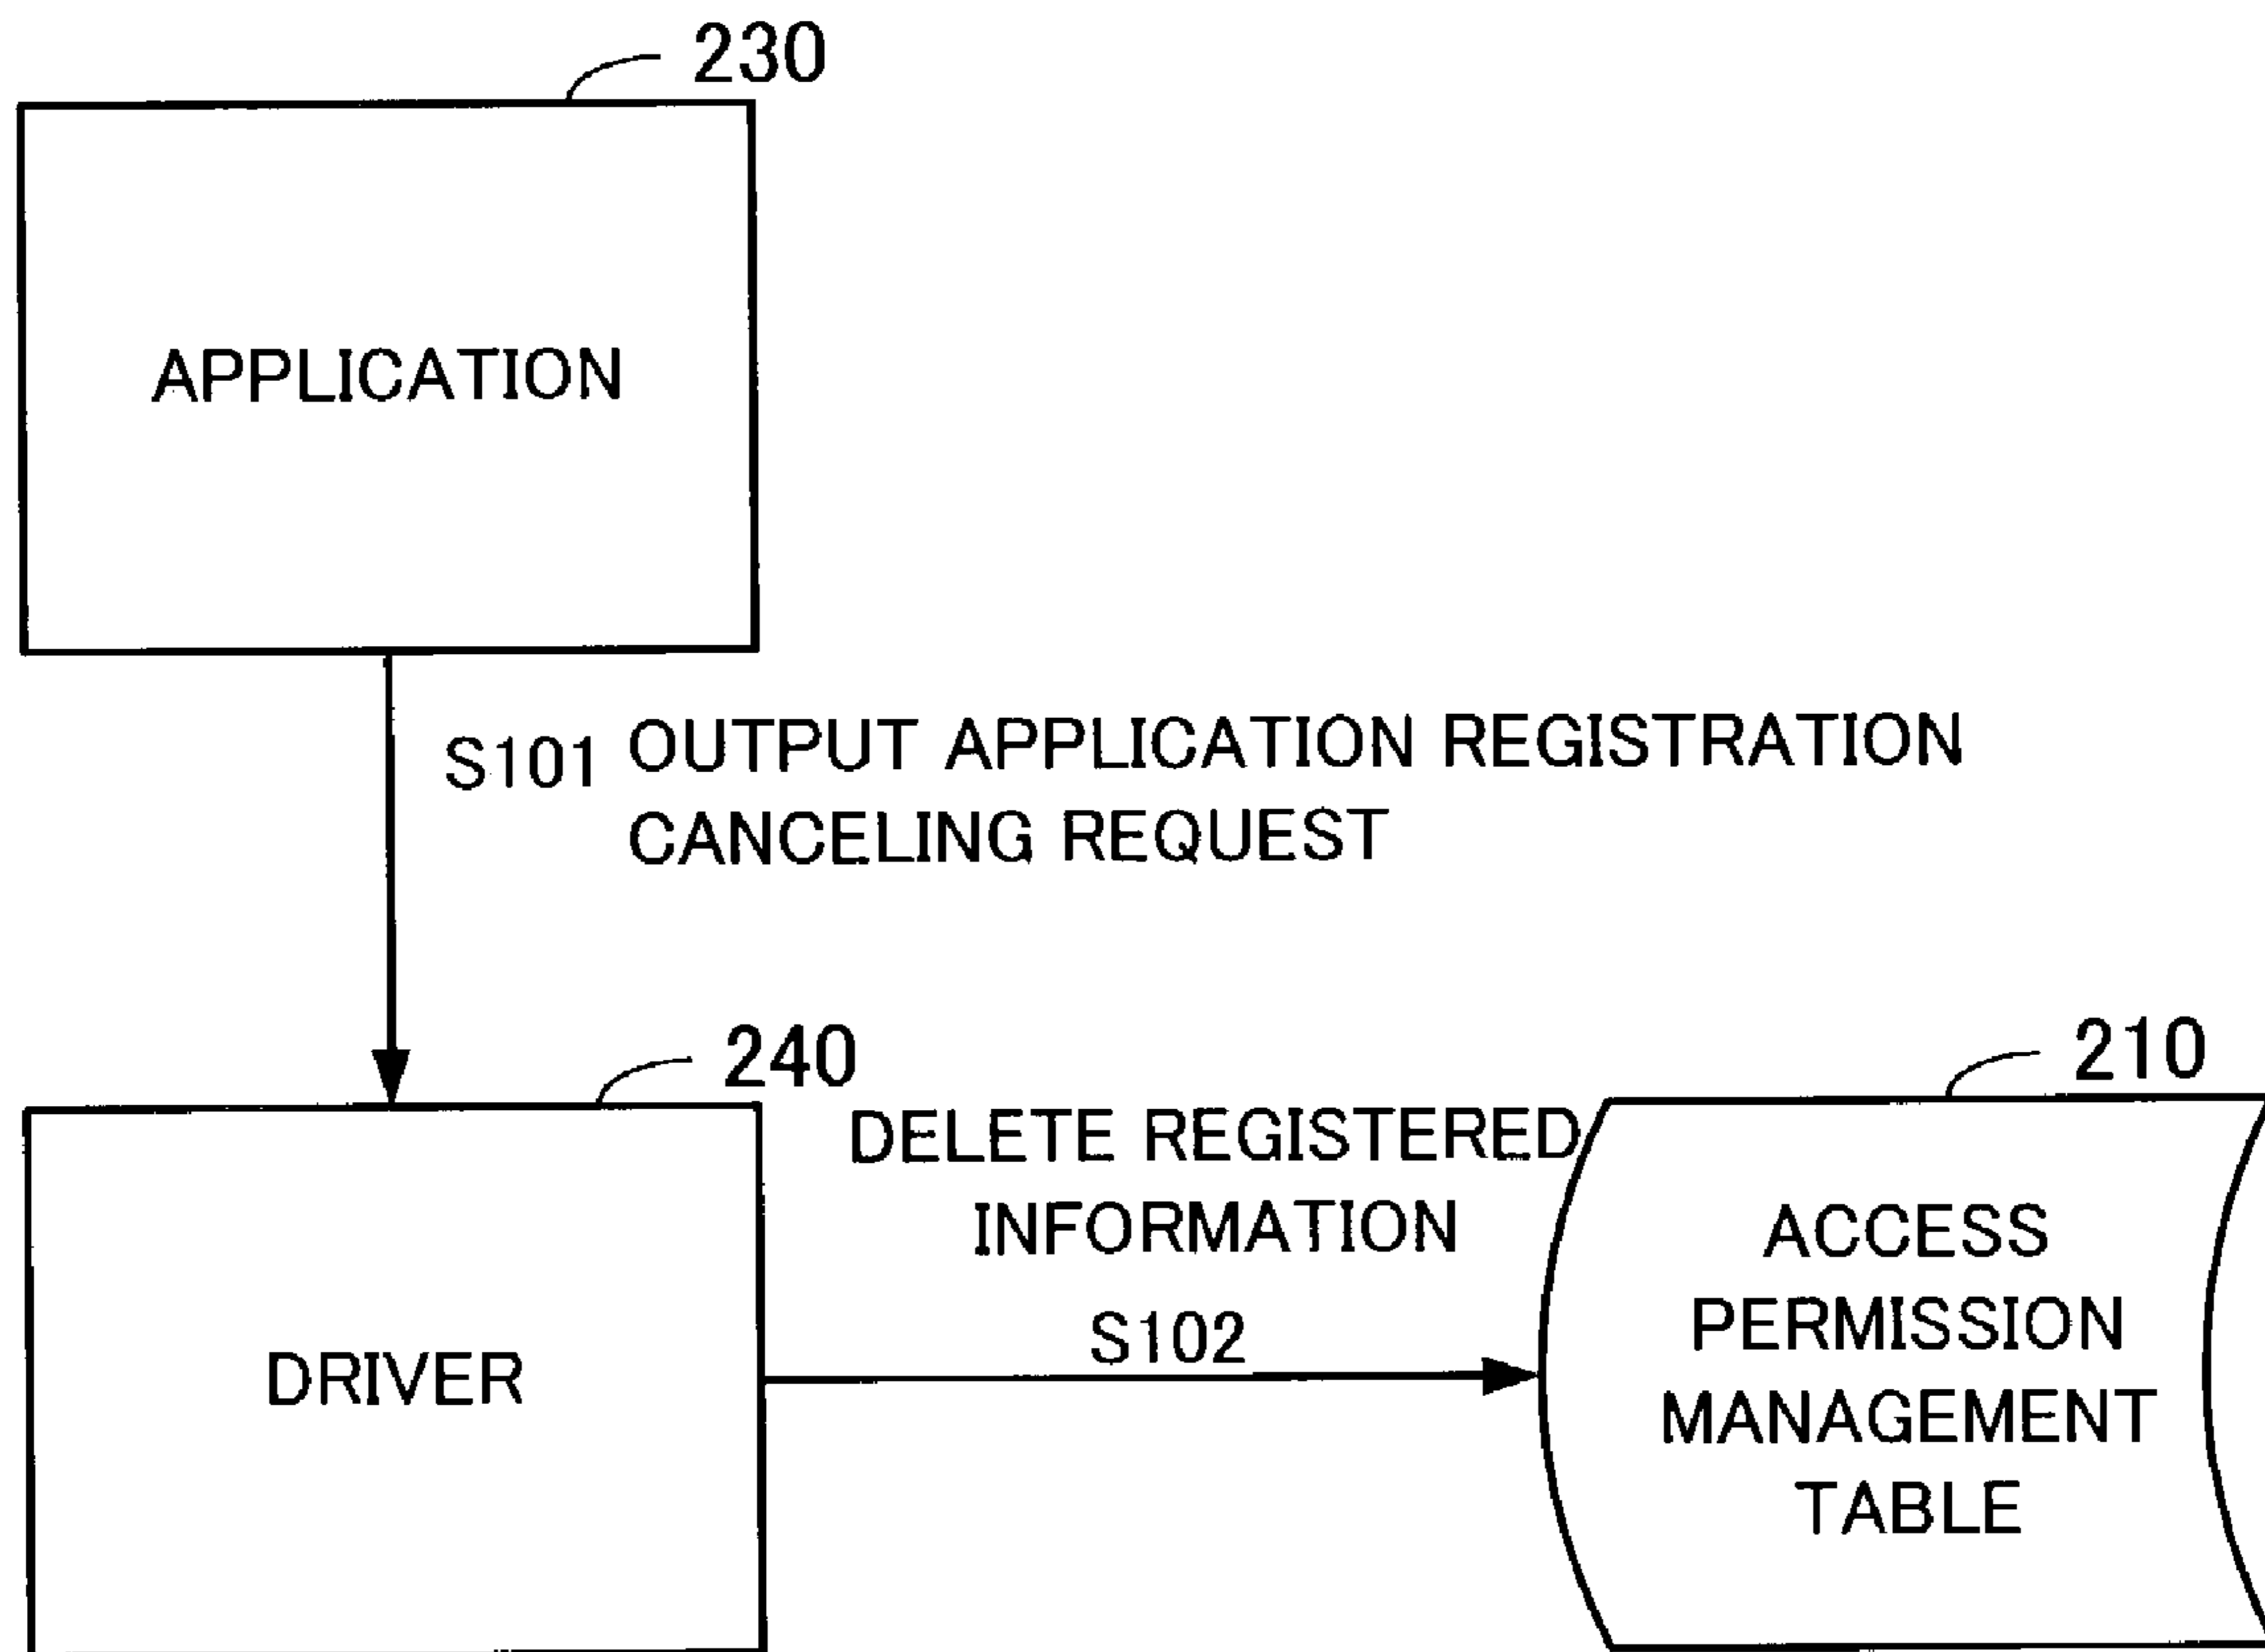 230
APPLICATION
S101 OUTPUT APPLICATION REGISTRATION
CANCELING REQUEST
240
210
DELETE REGISTERED
INFORMATION
S102
DRIVER
ACCESS
PERMISSION
MANAGEMENT
TABLE